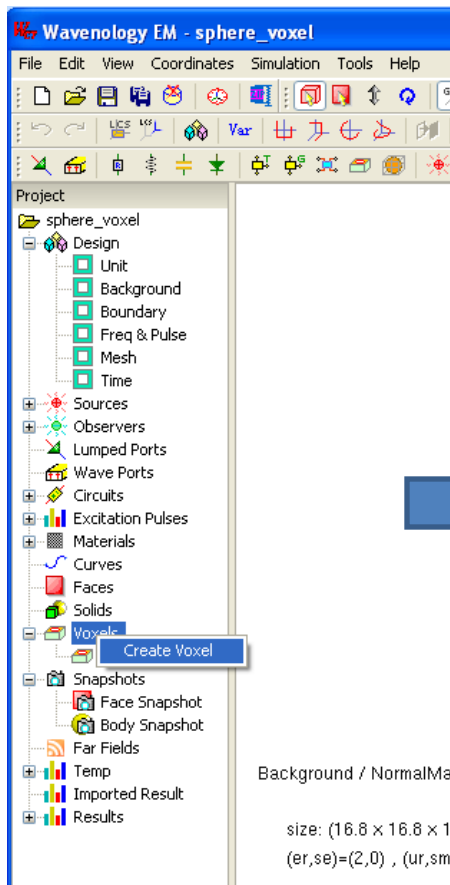 Wavenology EM - sphere_voxel
File Edit View Coordinates Simulation Tools Help
UCS Var
Project
sphere_voxel
Design
Unit
Background
Boundary
Freq & Pulse
Mesh
Time
Sources
Observers
Lumped Ports
Wave Ports
Circuits
Excitation Pulses
Materials
Curves
Faces
Solids
Voxels
Create Voxel
Snapshots
Face Snapshot
Body Snapshot
Far Fields
Temp
Imported Result
Results
Background / NormalMa
size: (16.8 x 16.8 x 1
(er,se)=(2,0) , (ur,sm